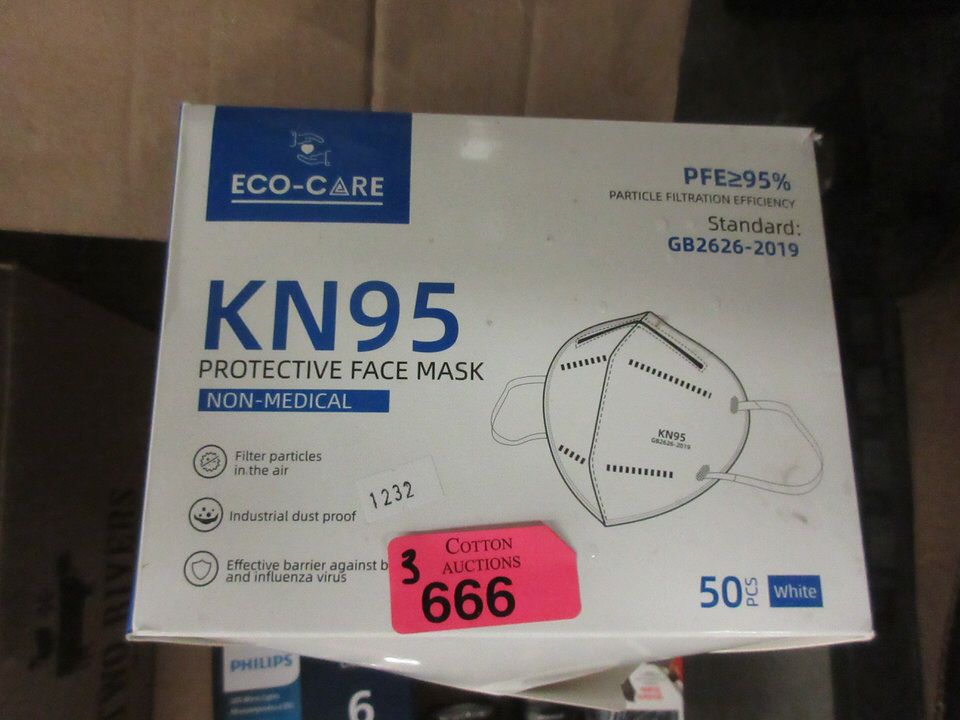 ECO-CARE
PFE≥95%
PARTICLE FILTRATION EFFICIENCY
Standard:
GB2626-2019
KN95
PROTECTIVE FACE MASK
NON-MEDICAL
KN95
GB2626-2019
Filter particles
in the air
1232
Industrial dust proof
Effective barrier against b
and influenza virus
3
COTTON
AUCTIONS
666
50PCS
White
PHILIPS
6